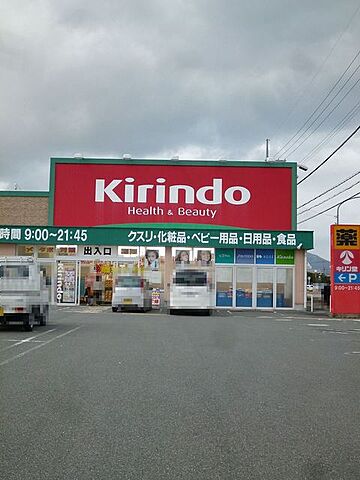 Kirindo
Health & Beauty
時間 9:00~21:45
クスリ・化粧品・ベビー用品・日用品・食品
出入口
薬
キリン堂
←P
9:00~21:45